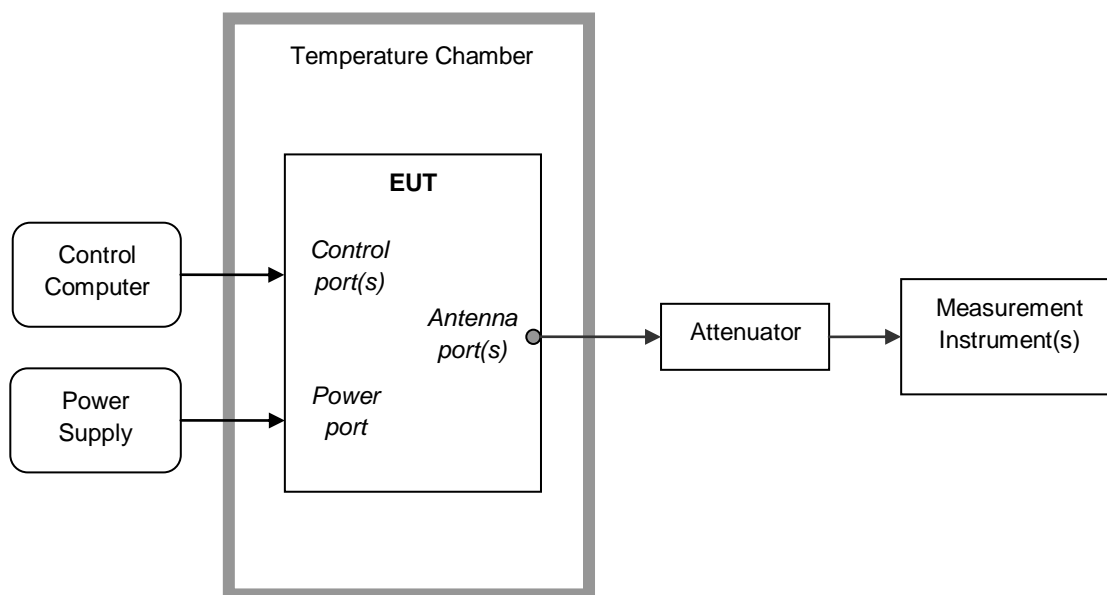 Temperature Chamber
EUT
Control
Computer
Control
port(s)
Antenna
port(s)
Attenuator
Measurement
Instrument(s)
Power
Supply
Power
port